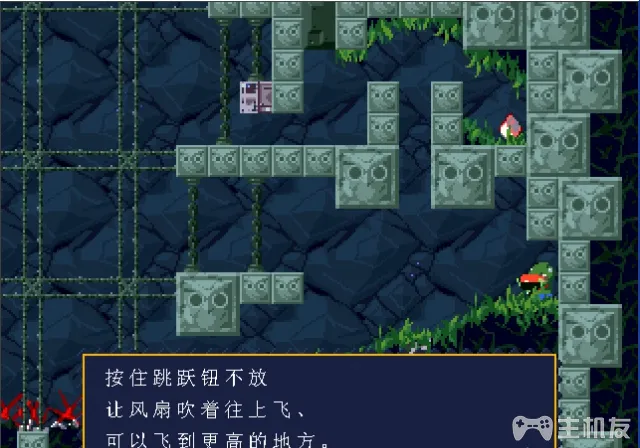 按住跳跃钮不放
让风扇吹着往上飞、
可以飞到更高的地方。
主机友